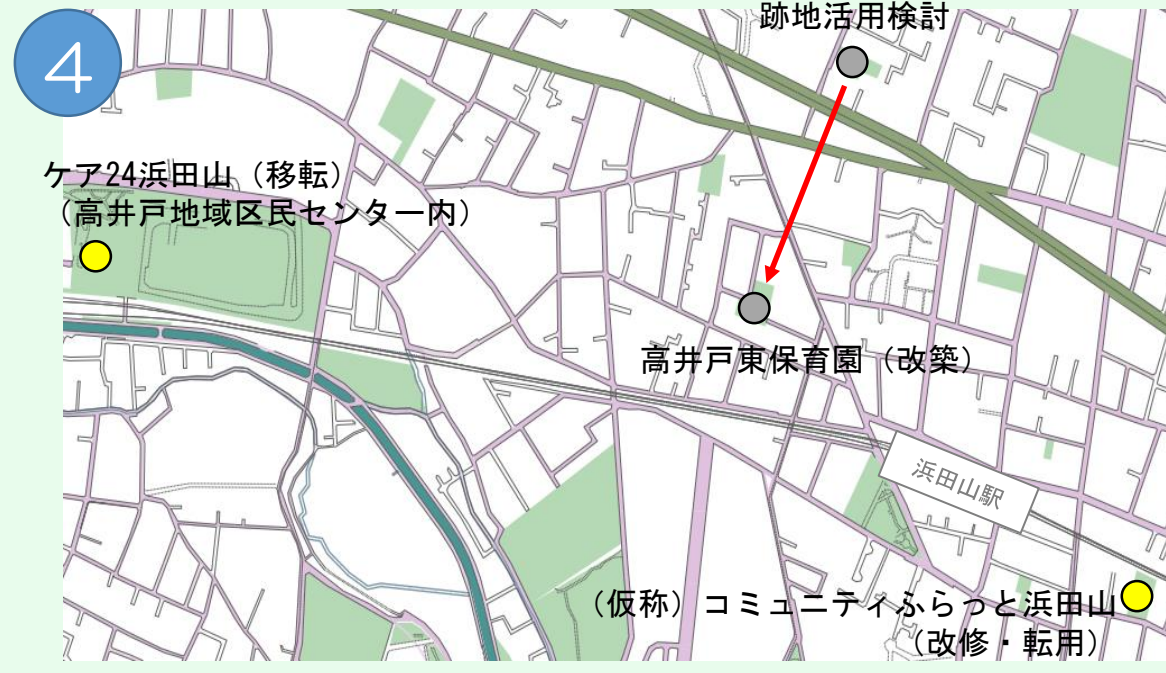 4
跡地活用検討
ケア24浜田山（移転）
（高井戸地域区民センター内）
高井戸東保育園（改築）
浜田山駅
（仮称）コミュニティふらっと浜田山
（改修・転用）